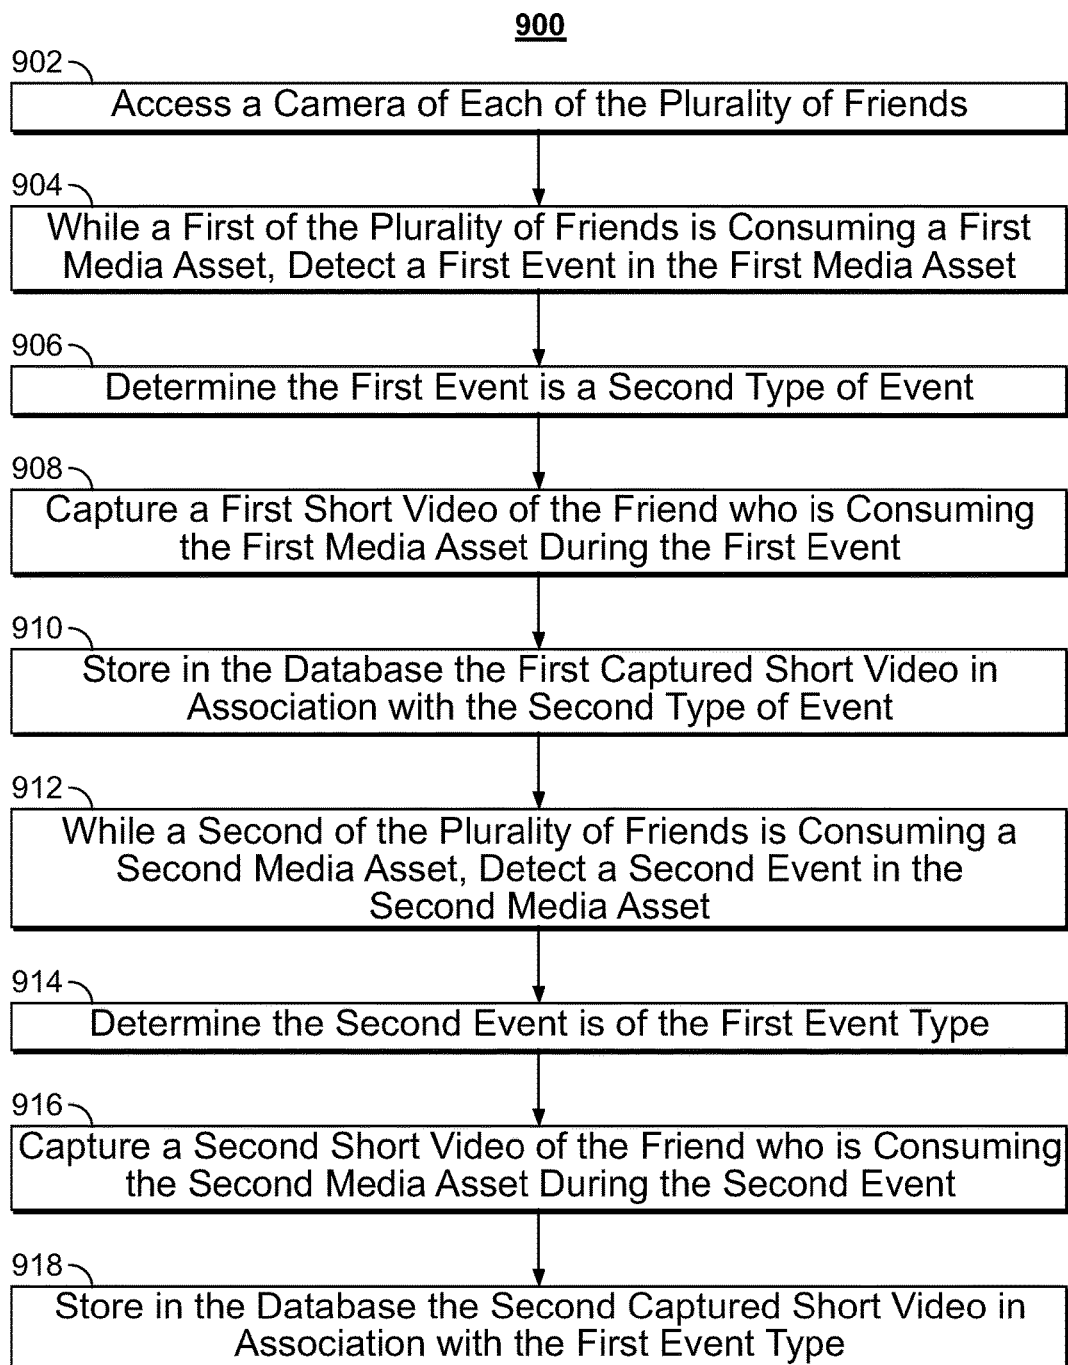 900
902
Access a Camera of Each of the Plurality of Friends
904
While a First of the Plurality of Friends is Consuming a First
Media Asset, Detect a First Event in the First Media Asset
906
Determine the First Event is a Second Type of Event
908
Capture a First Short Video of the Friend who is Consuming
the First Media Asset During the First Event
910
Store in the Database the First Captured Short Video in
Association with the Second Type of Event
912
While a Second of the Plurality of Friends is Consuming a
Second Media Asset, Detect a Second Event in the
Second Media Asset
914
Determine the Second Event is of the First Event Type
916
Capture a Second Short Video of the Friend who is Consuming
the Second Media Asset During the Second Event
918
Store in the Database the Second Captured Short Video in
Association with the First Event Type